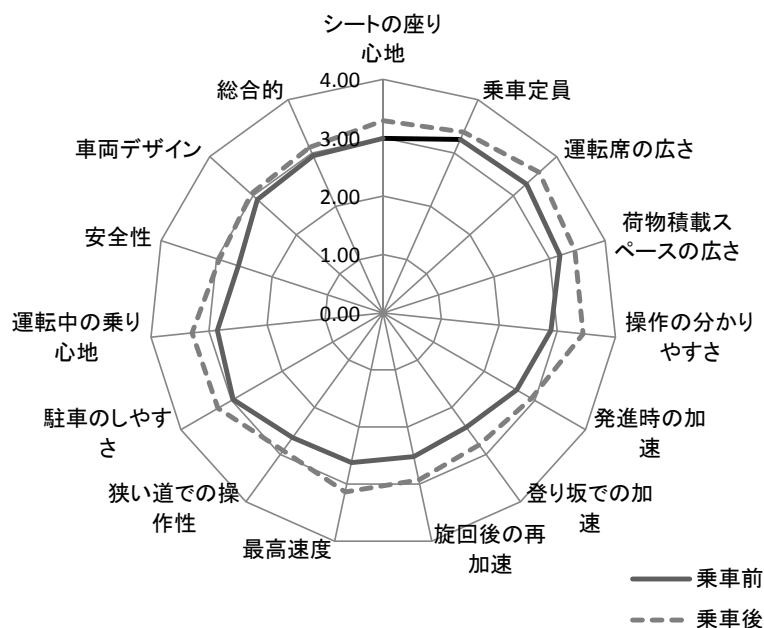 シートの座り
心地
乗車定員
運転席の広さ
荷物積載ス
ペースの広さ
操作の分かり
やすさ
発進時の加
速
登り坂での加
速
旋回後の再
加速
最高速度
狭い道での操
作性
駐車のしやす
さ
運転中の乗り
心地
安全性
車両デザイン
総合的
4.00
3.00
2.00
1.00
0.00
乗車前
乗車後